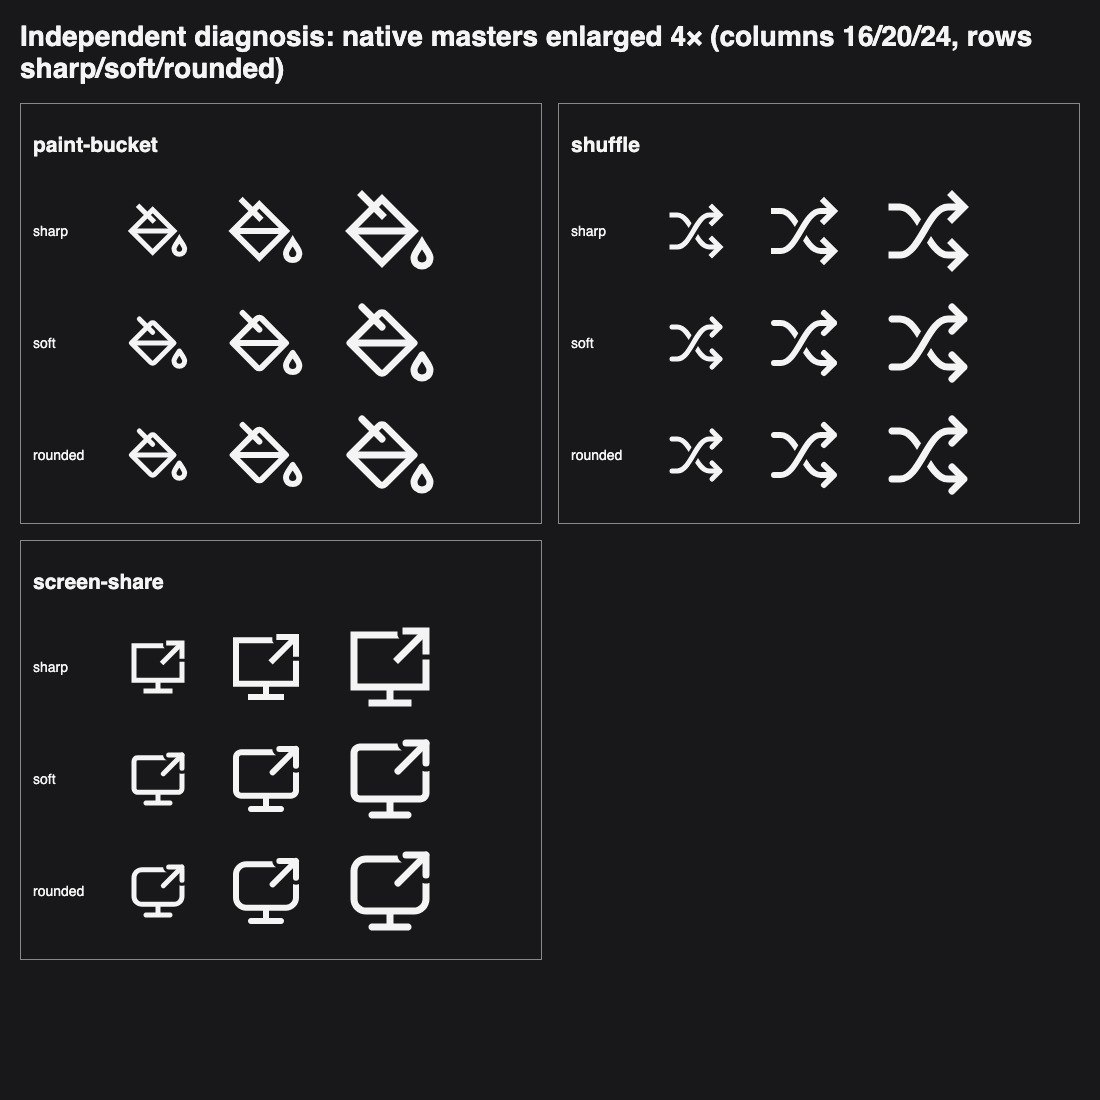 Independent diagnosis: native masters enlarged 4× (columns 16/20/24, rows
sharp/soft/rounded)
paint-bucket
sharp
soft
rounded
shuffle
sharp
soft
rounded
screen-share
sharp
soft
rounded